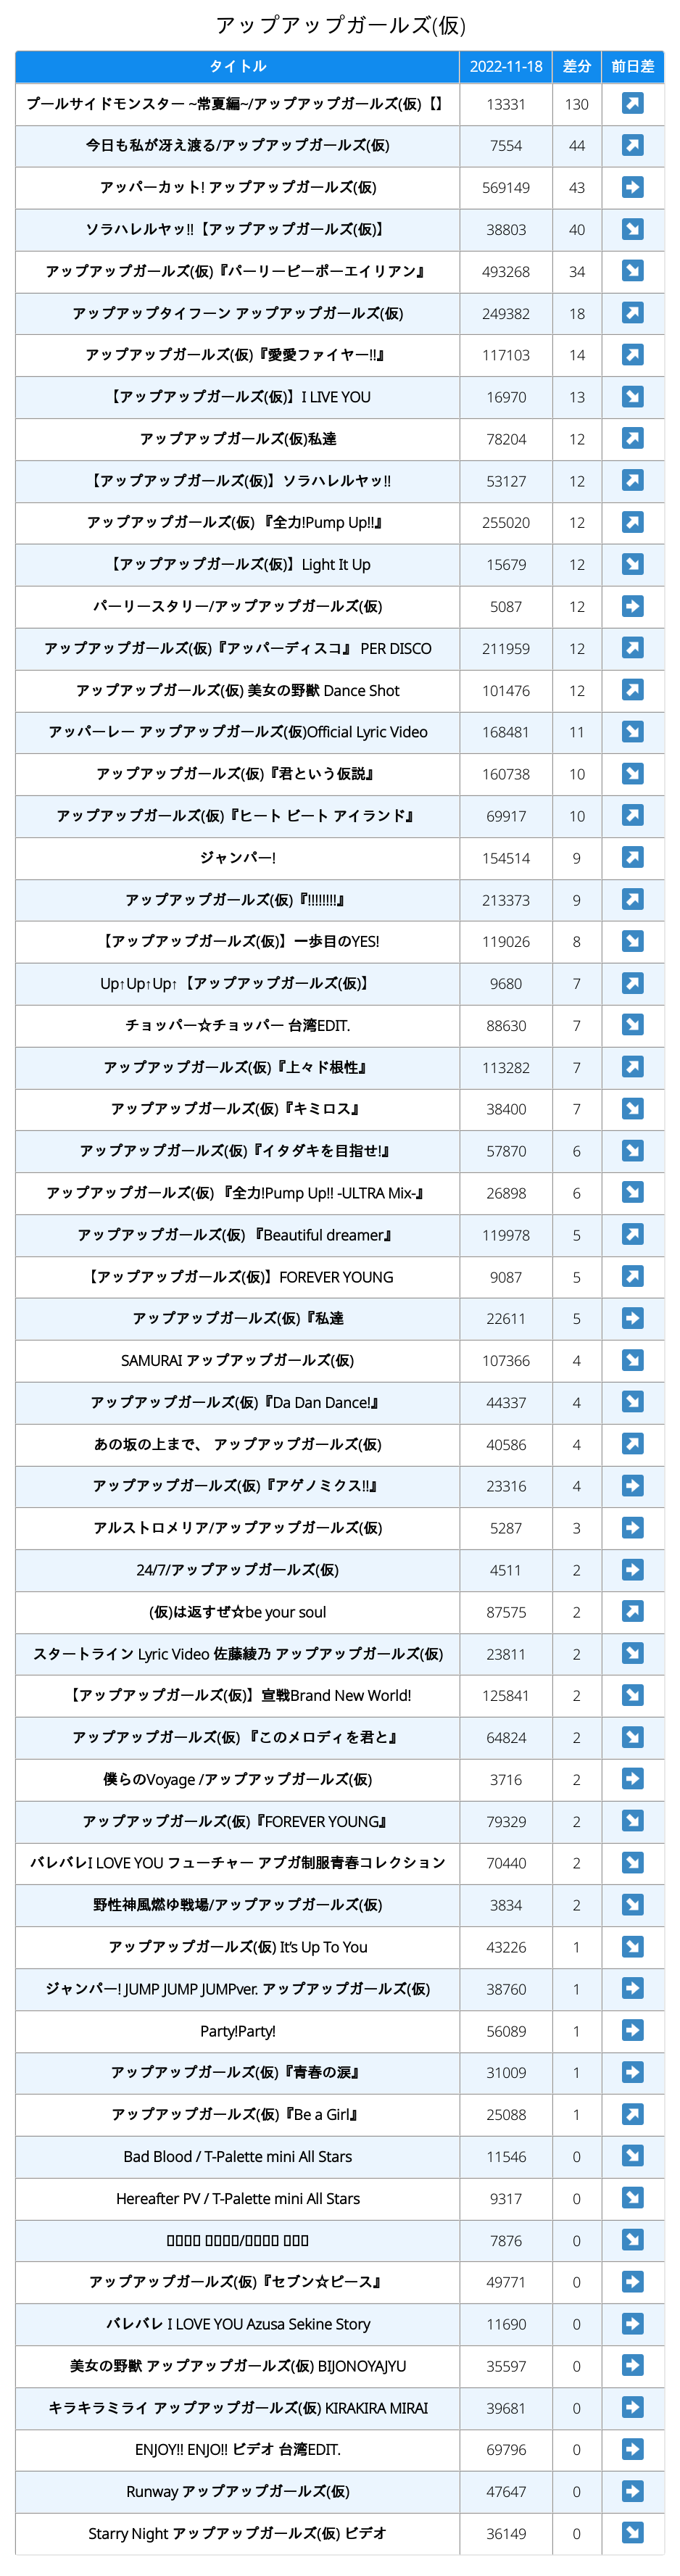 アップアップガールズ(仮)
タイトル 2022-11-18 差分 前日差
プールサイドモンスター ~常夏編~/アップアップガールズ(仮)【】 13331 130
今日も私が冴え渡る/アップアップガールズ(仮) 7554 44
アッパーカット! アップアップガールズ(仮) 569149 43
ソラハレルヤッ!!【アップアップガールズ(仮)】 38803 40
アップアップガールズ(仮)『パーリーピーポーエイリアン』 493268 34
アップアップタイフーン アップアップガールズ(仮) 249382 18
アップアップガールズ(仮)『愛愛ファイヤー!!』 117103 14
【アップアップガールズ(仮)】I LIVE YOU 16970 13
アップアップガールズ(仮)私達 78204 12
【アップアップガールズ(仮)】ソラハレルヤッ!! 53127 12
アップアップガールズ(仮) 『全力!Pump Up!!』 255020 12
【アップアップガールズ(仮)】Light It Up 15679 12
パーリースタリー/アップアップガールズ(仮) 5087 12
アップアップガールズ(仮)『アッパーディスコ』 PER DISCO 211959 12
アップアップガールズ(仮) 美女の野獣 Dance Shot 101476 12
アッパーレー アップアップガールズ(仮)Official Lyric Video 168481 11
アップアップガールズ(仮)『君という仮説』 160738 10
アップアップガールズ(仮)『ヒート ビート アイランド』 69917 10
ジャンパー! 154514 9
アップアップガールズ(仮)『!!!!!!!!』 213373 9
【アップアップガールズ(仮)】一歩目のYES! 119026 8
Up↑Up↑Up↑【アップアップガールズ(仮)】 9680 7
チョッパー☆チョッパー 台湾EDIT. 88630 7
アップアップガールズ(仮)『上々ド根性』 113282 7
アップアップガールズ(仮)『キミロス』 38400 7
アップアップガールズ(仮)『イタダキを目指せ!』 57870 6
アップアップガールズ(仮) 『全力!Pump Up!! -ULTRA Mix-』 26898 6
アップアップガールズ(仮) 『Beautiful dreamer』 119978 5
【アップアップガールズ(仮)】FOREVER YOUNG 9087 5
アップアップガールズ(仮)『私達 22611 5
SAMURAI アップアップガールズ(仮) 107366 4
アップアップガールズ(仮)『Da Dan Dance!』 44337 4
あの坂の上まで、 アップアップガールズ(仮) 40586 4
アップアップガールズ(仮)『アゲノミクス!!』 23316 4
アルストロメリア/アップアップガールズ(仮) 5287 3
24/7/アップアップガールズ(仮) 4511 2
(仮)は返すぜ☆be your soul 87575 2
スタートライン Lyric Video 佐藤綾乃 アップアップガールズ(仮) 23811 2
【アップアップガールズ(仮)】宣戦Brand New World! 125841 2
アップアップガールズ(仮) 『このメロディを君と』 64824 2
僕らのVoyage /アップアップガールズ(仮) 3716 2
アップアップガールズ(仮)『FOREVER YOUNG』 79329 2
バレバレI LOVE YOU フューチャー アプガ制服青春コレクション 70440 2
野性神風燃ゆ戦場/アップアップガールズ(仮) 3834 2
アップアップガールズ(仮) It's Up To You 43226 1
ジャンパー! JUMP JUMP JUMPver. アップアップガールズ(仮) 38760 1
Party!Party! 56089 1
アップアップガールズ(仮)『青春の涙』 31009 1
アップアップガールズ(仮)『Be a Girl』 25088 1
Bad Blood / T-Palette mini All Stars 11546 0
Hereafter PV / T-Palette mini All Stars 9317 0
7876 0
アップアップガールズ(仮)『セブン☆ピース』 49771 0
バレバレ I LOVE YOU Azusa Sekine Story 11690 0
美女の野獣 アップアップガールズ(仮) BIJONOYAJYU 35597 0
キラキラミライ アップアップガールズ(仮) KIRAKIRA MIRAI 39681 0
ENJOY!! ENJO!! ビデオ 台湾EDIT. 69796 0
Runway アップアップガールズ(仮) 47647 0
Starry Night アップアップガールズ(仮) ビデオ 36149 0